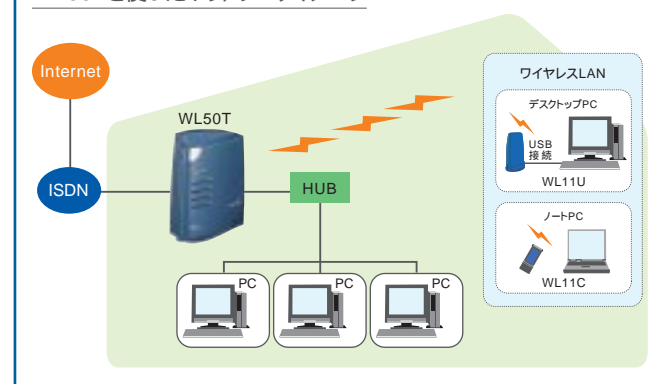 Internet
ワイヤレスLAN
デスクトップPC
WL50T
USB
接続
ISDN
HUB
WL11U
ノートPC
PC
PC
PC
WL11C